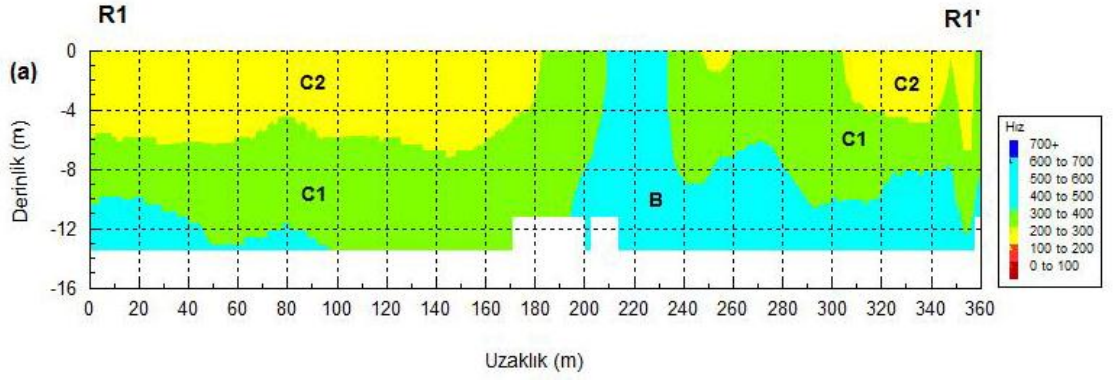 R1
R1'
(a)
0
-4
-8
-12
-16
Derinlik (m)
C2
C1
B
C2
C1
0 20 40 60 80 100 120 140 160 180 200 220 240 260 280 300 320 340 360
Uzaklık (m)
Hız
700+
600 to 700
500 to 600
400 to 500
300 to 400
200 to 300
100 to 200
0 to 100